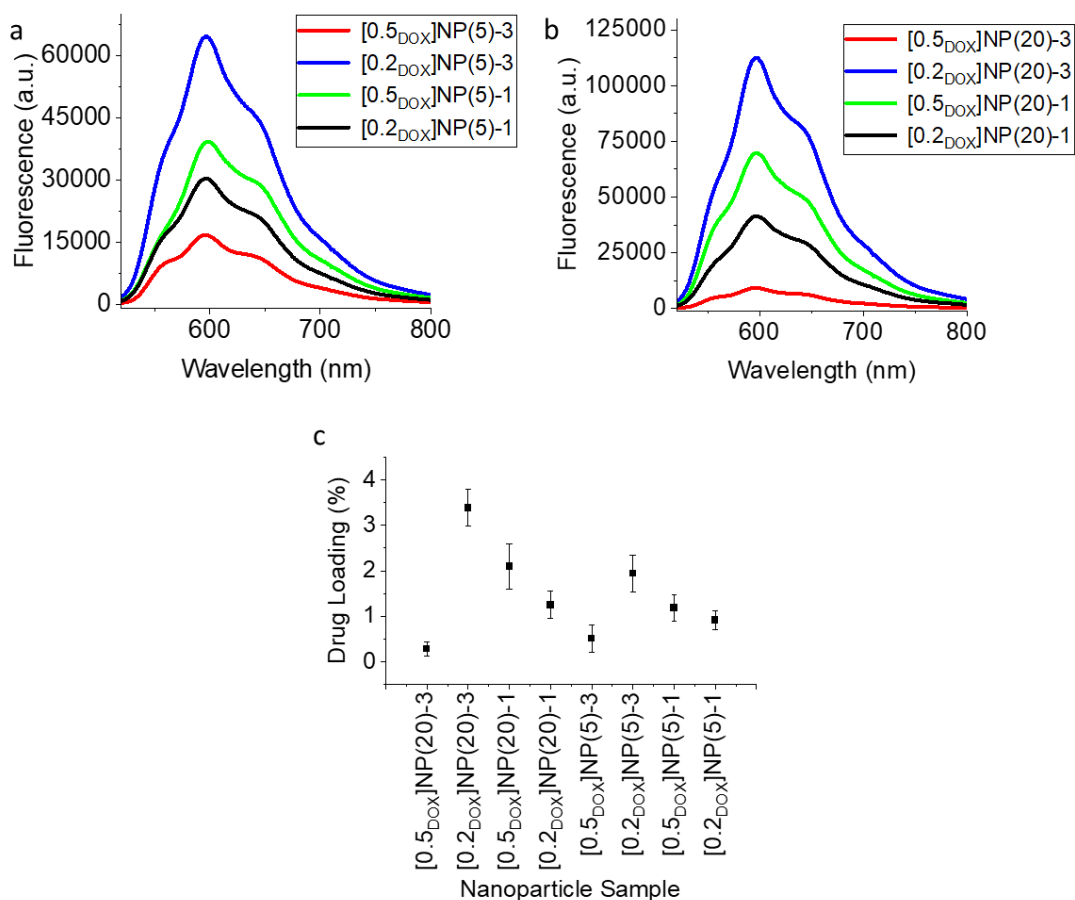 a
60000
45000
30000
15000
0
Fluorescence (a.u.)
600
700
800
Wavelength (nm)
[0.5DOX]NP(5)-3
[0.2DOX]NP(5)-3
[0.5DOX]NP(5)-1
[0.2DOX]NP(5)-1
b
125000
100000
75000
50000
25000
0
Fluorescence (a.u.)
600
700
800
Wavelength (nm)
[0.5DOX]NP(20)-3
[0.2DOX]NP(20)-3
[0.5DOX]NP(20)-1
[0.2DOX]NP(20)-1
c
4
3
2
1
0
Drug Loading (%)
[0.5DOX]NP(20)-3
[0.2DOX]NP(20)-3
[0.5DOX]NP(20)-1
[0.2DOX]NP(20)-1
[0.5DOX]NP(5)-3
[0.2DOX]NP(5)-3
[0.5DOX]NP(5)-1
[0.2DOX]NP(5)-1
Nanoparticle Sample